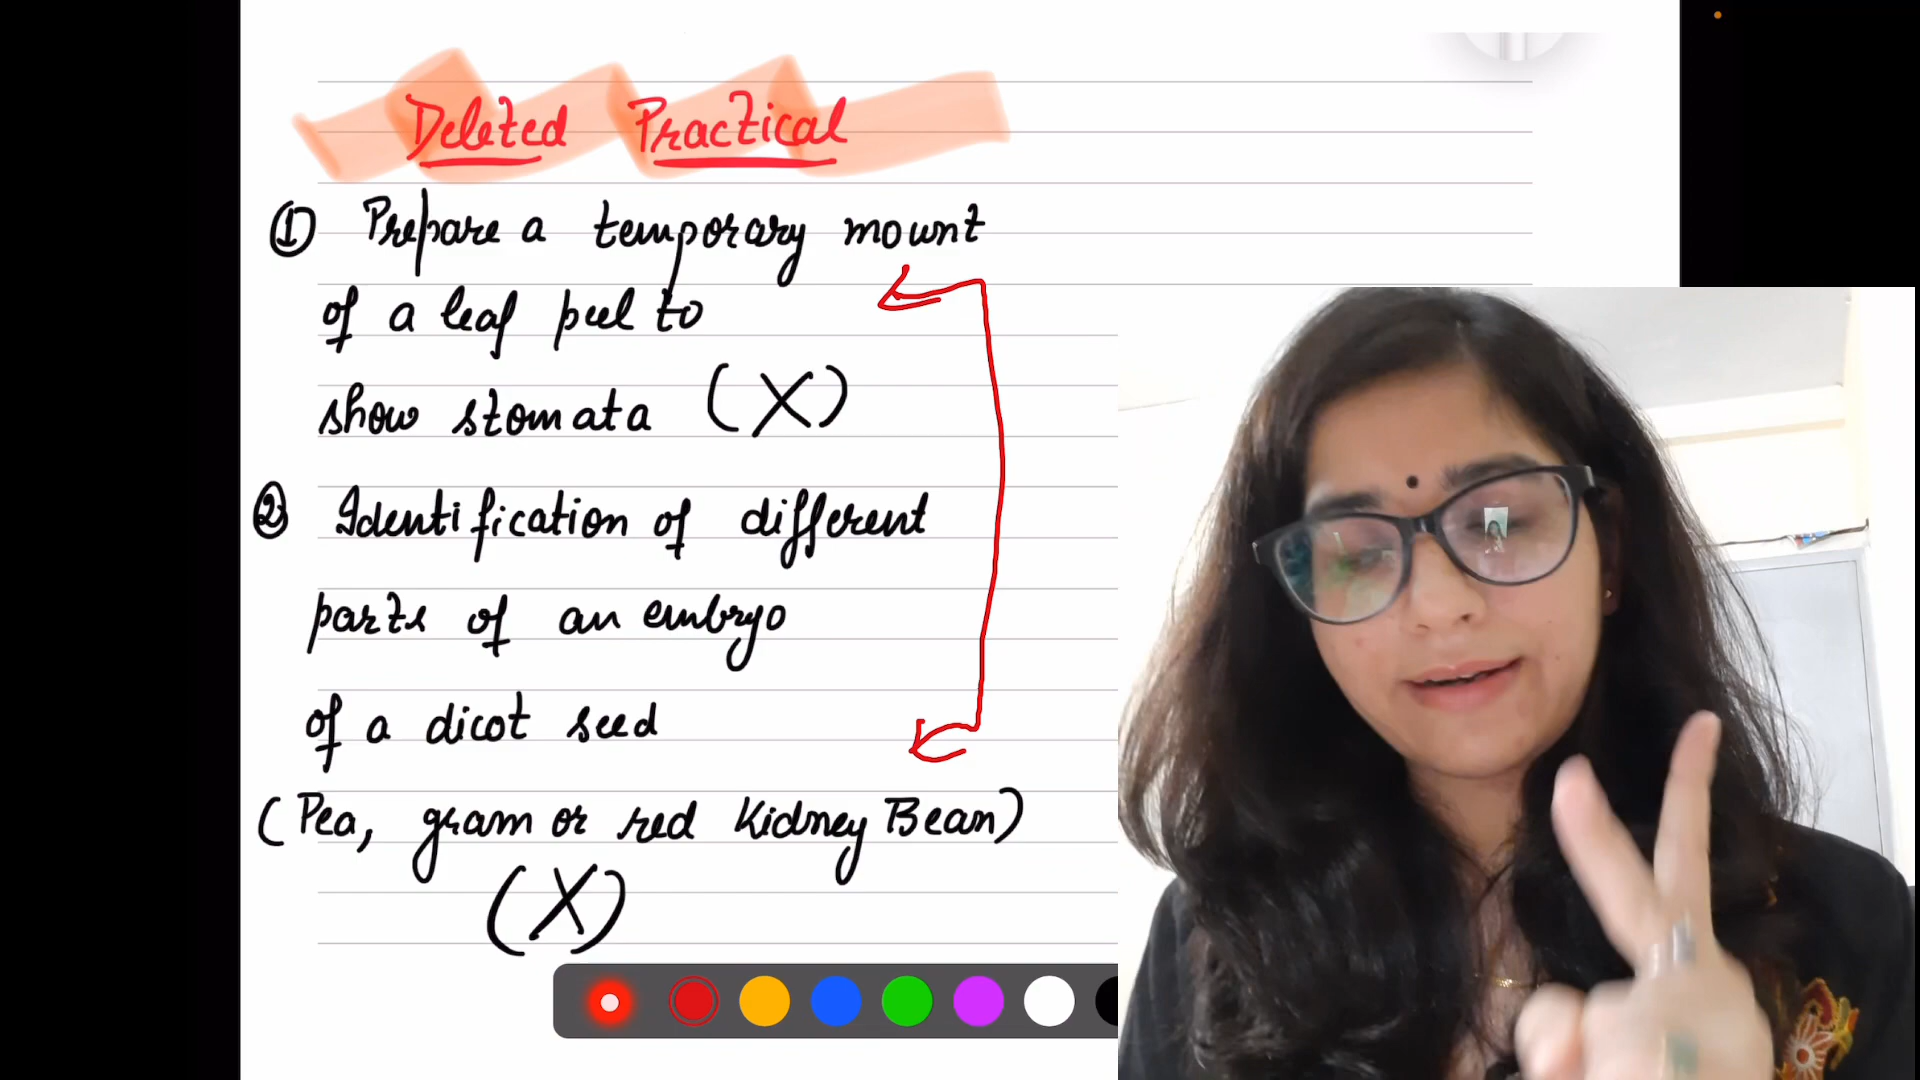 Deleted Practical
① Prepare a temporary mount
of a leaf peel to
show stomata (X)
② Identification of different
parts of an embryo
of a dicot seed
(Pea, gram or red Kidney Bean)
(X)